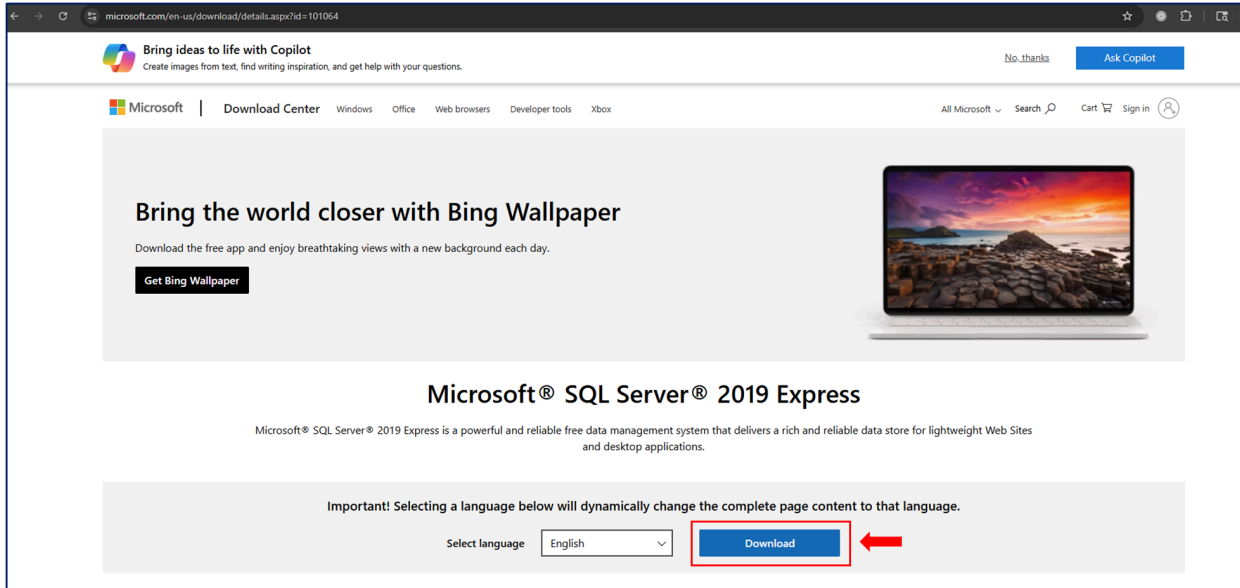 microsoft.com/en-us/download/details.aspx?id=101064
Bring ideas to life with Copilot
Create images from text, find writing inspiration, and get help with your questions.
No, thanks
Ask Copilot
Microsoft
Download Center
Windows
Office
Web browsers
Developer tools
Xbox
All Microsoft
Search
Cart
Sign in
Bring the world closer with Bing Wallpaper
Download the free app and enjoy breathtaking views with a new background each day.
Get Bing Wallpaper
Microsoft® SQL Server® 2019 Express
Microsoft® SQL Server® 2019 Express is a powerful and reliable free data management system that delivers a rich and reliable data store for lightweight Web Sites
and desktop applications.
Important! Selecting a language below will dynamically change the complete page content to that language.
Select language
English
Download